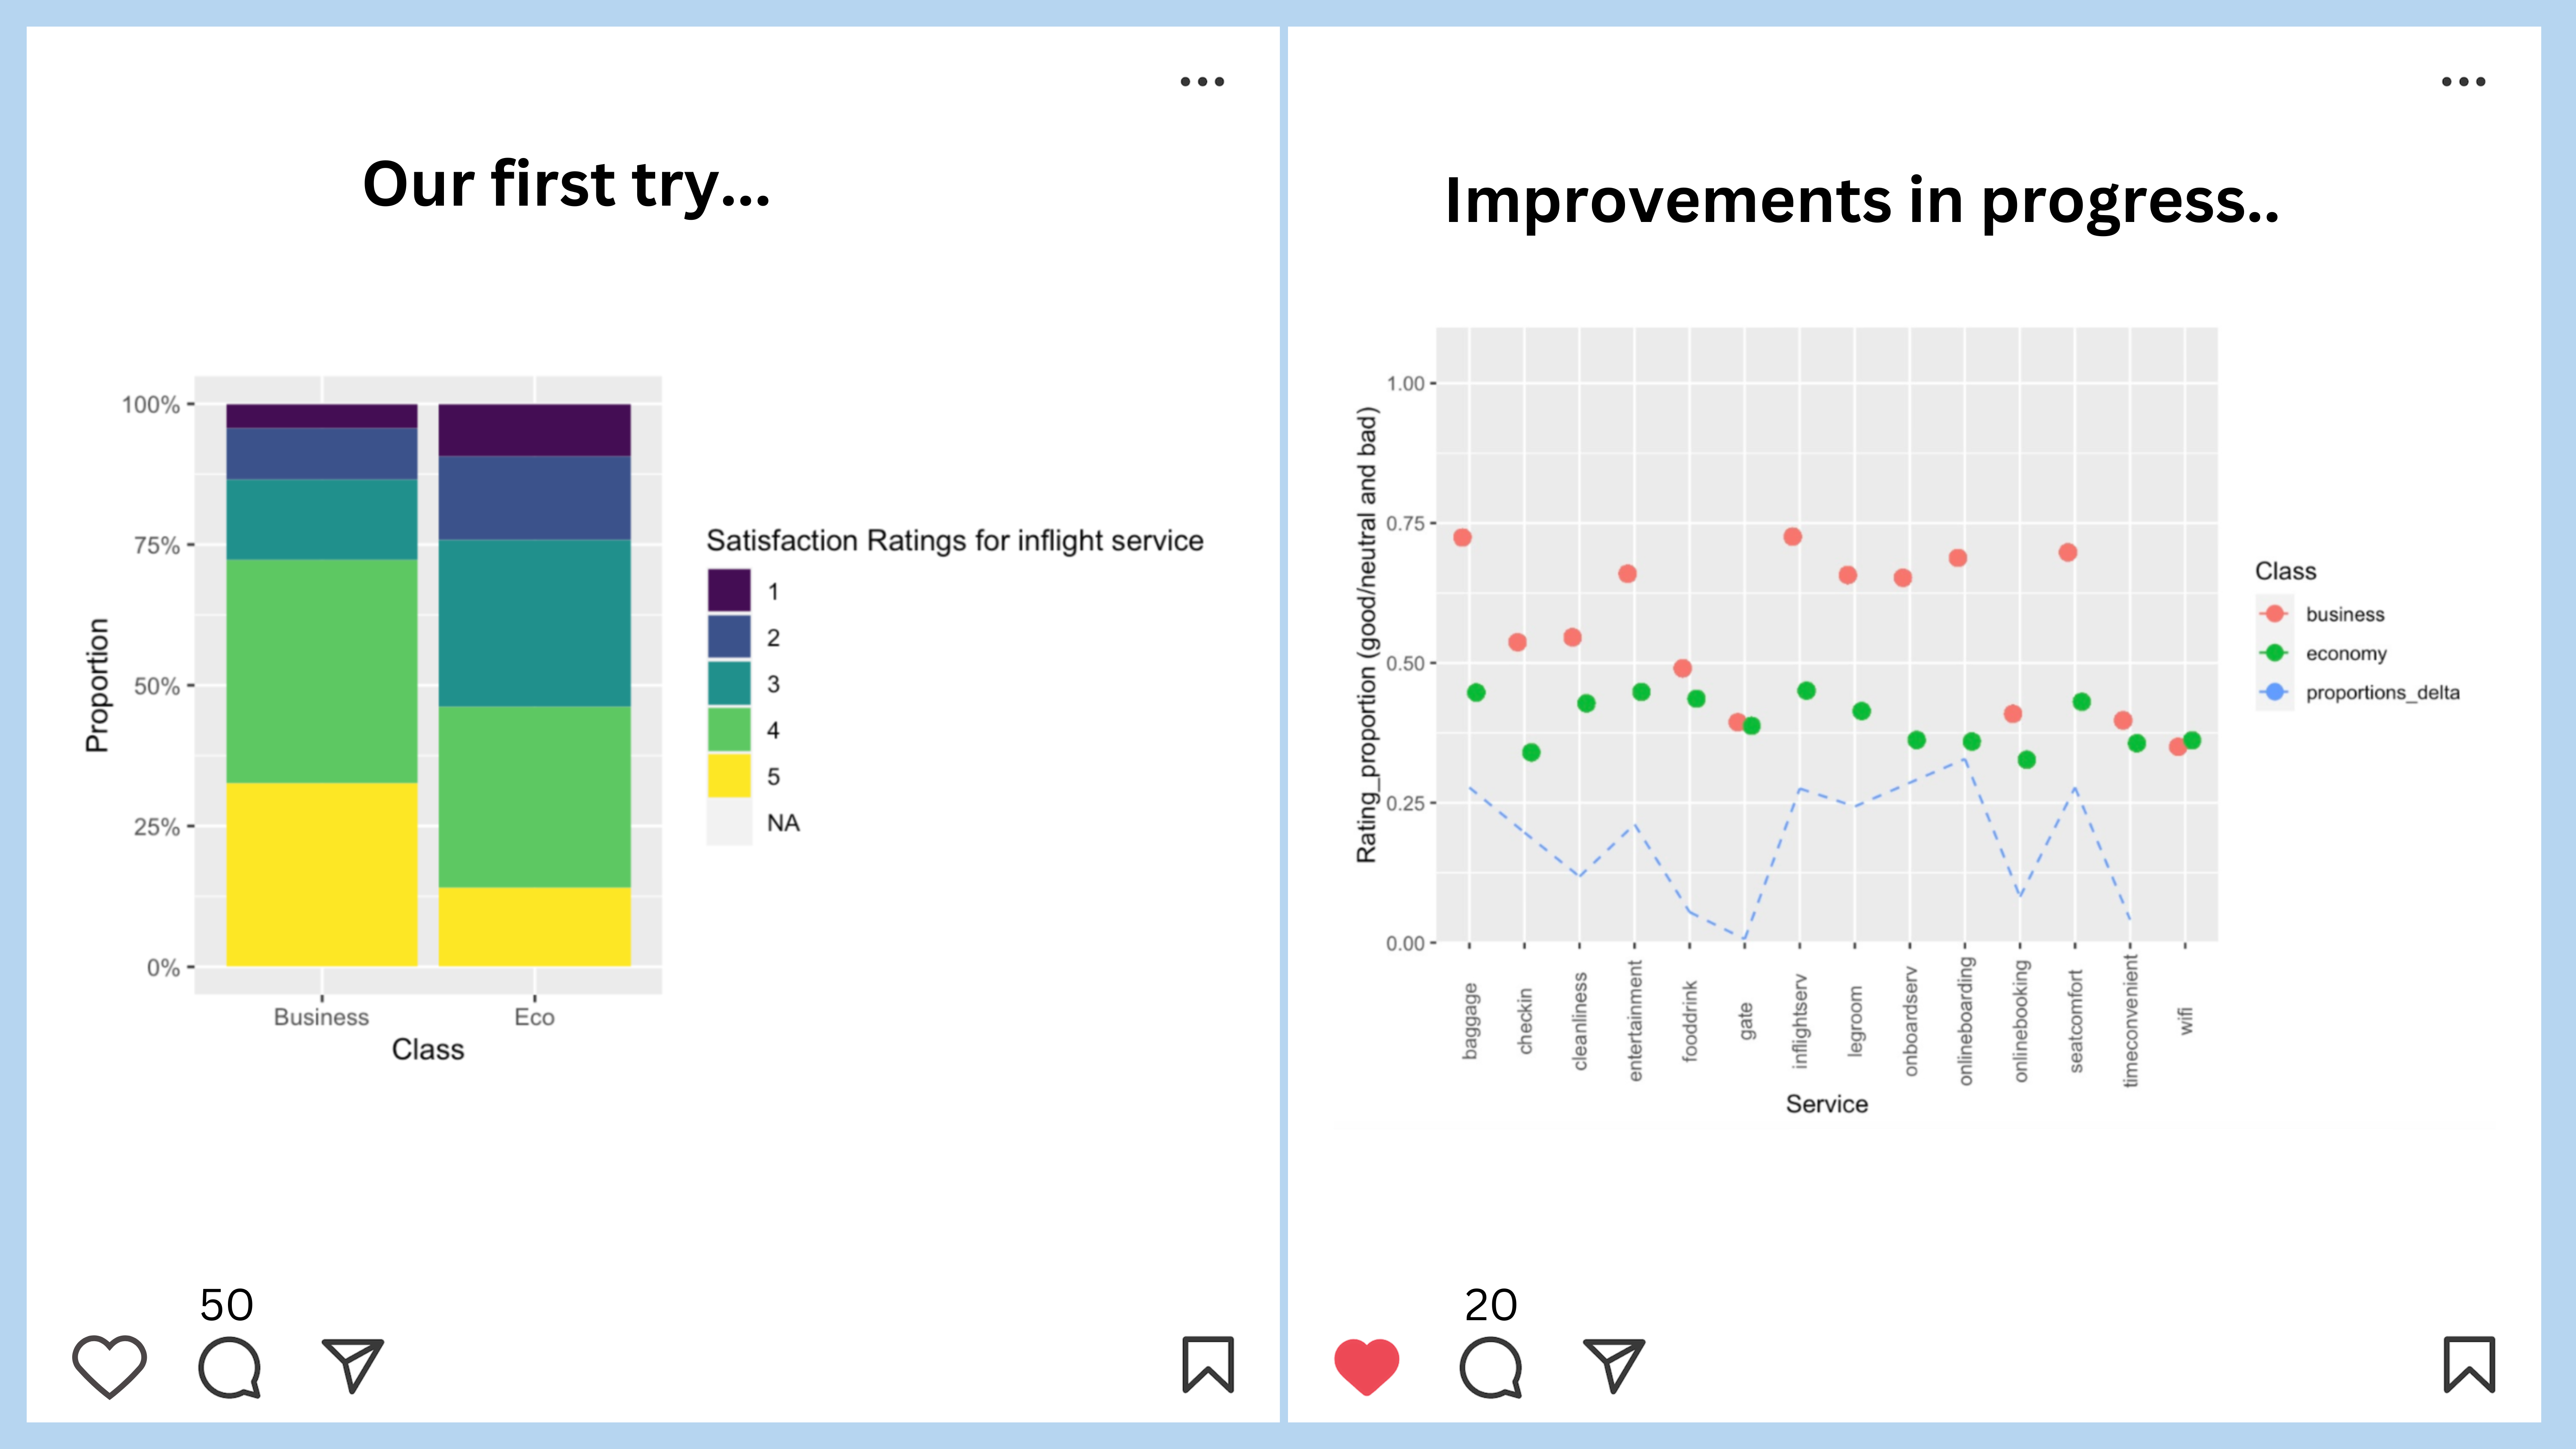 Our first try...
100%
75%
50%
25%
0%
Proportion
Business
Eco
Class
Satisfaction Ratings for inflight service
1
2
3
4
5
NA
50
Improvements in progress..
Rating_proportion (good/neutral and bad)
1.00
0.75
0.50
0.25
0.00
baggage
checkin
cleanliness
entertainment
fooddrink
gate
inflightserv
legroom
onboardserv
onlineboarding
onlinebooking
seatcomfort
timeconvenient
wifi
Service
Class
business
economy
proportions_delta
20